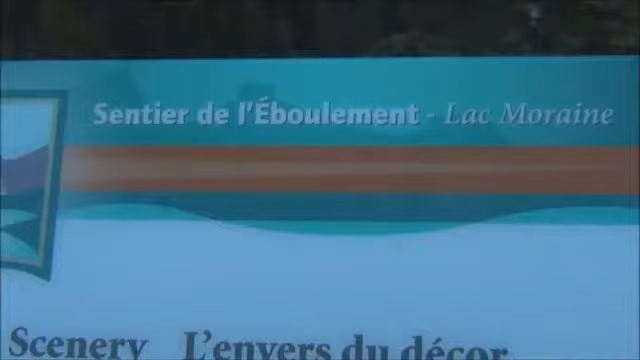 Sentier de l'Éboulement - Lac Moraine
Scenery L'envers du décor